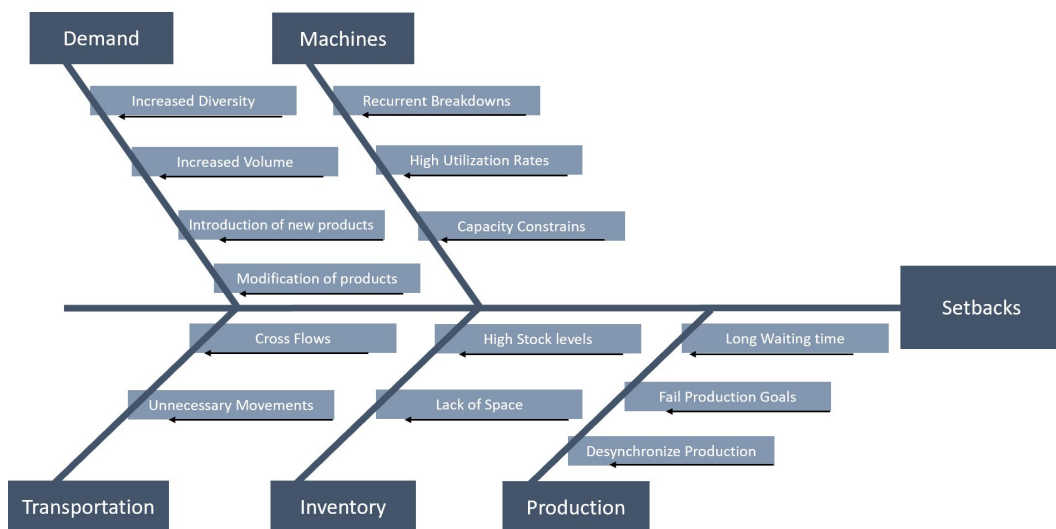 Demand
Machines
Increased Diversity
Recurrent Breakdowns
Increased Volume
High Utilization Rates
Introduction of new products
Capacity Constrains
Modification of products
Setbacks
Cross Flows
High Stock levels
Long Waiting time
Unnecessary Movements
Lack of Space
Fail Production Goals
Desynchronize Production
Transportation
Inventory
Production